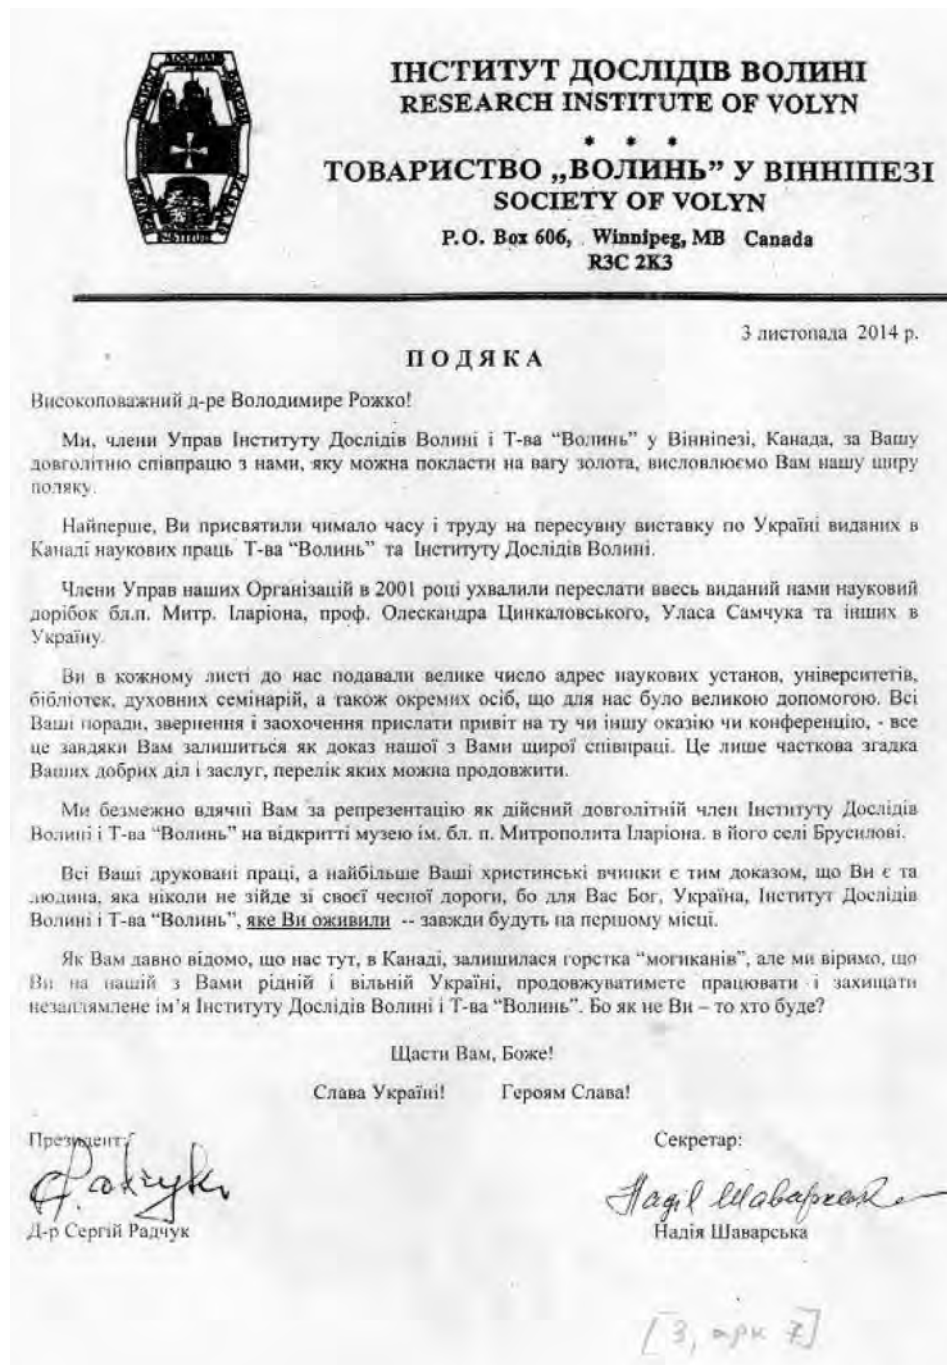 ІНСТИТУТ ДОСЛІДІВ ВОЛИНІ
RESEARCH INSTITUTE OF VOLYN
* * *
ТОВАРИСТВО „ВОЛИНЬ” У ВІННІПЕЗІ
SOCIETY OF VOLYN
P.O. Box 606, Winnipeg, MB Canada
R3C 2K3
3 листопада 2014 р.
ПОДЯКА
Високоповажний д-ре Володимире Рожко!
Ми, члени Управ Інституту Дослідів Волині і Т-ва “Волинь” у Вінніпезі, Канада, за Вашу
довголітню співпрацю з нами, яку можна покласти на вагу золота, висловлюємо Вам нашу щиру
поляку.
Найперше, Ви присвятили чимало часу і труду на пересувну виставку по Україні виданих в
Канаді наукових праць Т-ва “Волинь” та Інституту Дослідів Волині.
Члени Управ наших Організацій в 2001 році ухвалили переслати ввесь виданий нами науковий
дорібок бл.п. Митр. Іларіона, проф. Олескандра Цинкаловського, Уласа Самчука та інших в
Україну.
Ви в кожному листі до нас подавали велике число адрес наукових установ, університетів,
бібліотек, духовних семінарій, а також окремих осіб, що для нас було великою допомогою. Всі
Ваші поради, звернення і заохочення прислати привіт на ту чи іншу оказію чи конференцію, - все
це завдяки Вам залишиться як доказ нашої з Вами щирої співпраці. Це лише часткова згадка
Ваших добрих діл і заслуг, перелік яких можна продовжити.
Ми безмежно вдячні Вам за репрезентацію як дійсний довголітній член Інституту Дослідів
Волині і Т-ва “Волинь” на відкритті музею ім. бл. п. Митрополита Іларіона. в його селі Брусилові.
Всі Ваші друковані праці, а найбільше Ваші христинські вчинки є тим доказом, що Ви є та
людина, яка ніколи не зійде зі своєї чесної дороги, бо для Вас Бог, Україна, Інститут Дослідів
Волині і Т-ва “Волинь”, яке Ви оживили -- завжди будуть на першому місці.
Як Вам давно відомо, що нас тут, в Канаді, залишилася горстка “могиканів”, але ми віримо, що
Ви на нашій з Вами рідній і вільній Україні, продовжуватимете працювати і захищати
незаплямлене ім’я Інституту Дослідів Волині і Т-ва “Волинь”. Бо як не Ви – то хто буде?
Щасти Вам, Боже!
Слава Україні! Героям Слава!
Президент: Секретар:
Д-р Сергій Радчук Надія Шаварська
[3, арк 7]